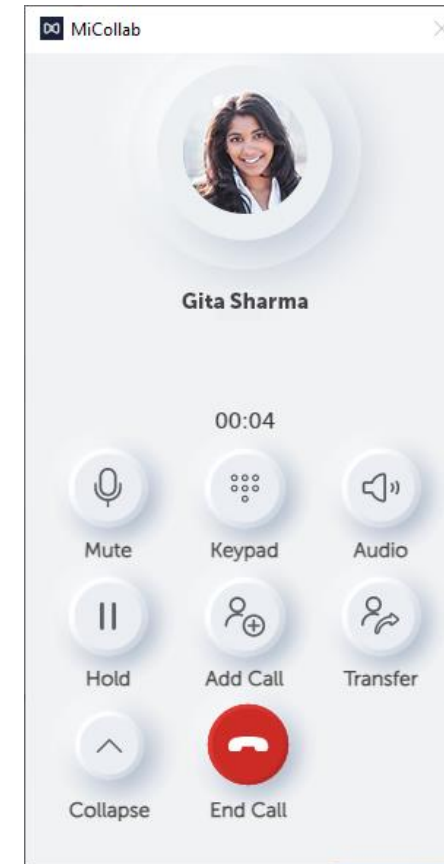 MiCollab
Gita Sharma
00:04
Mute Keypad Audio
Hold Add Call Transfer
Collapse End Call